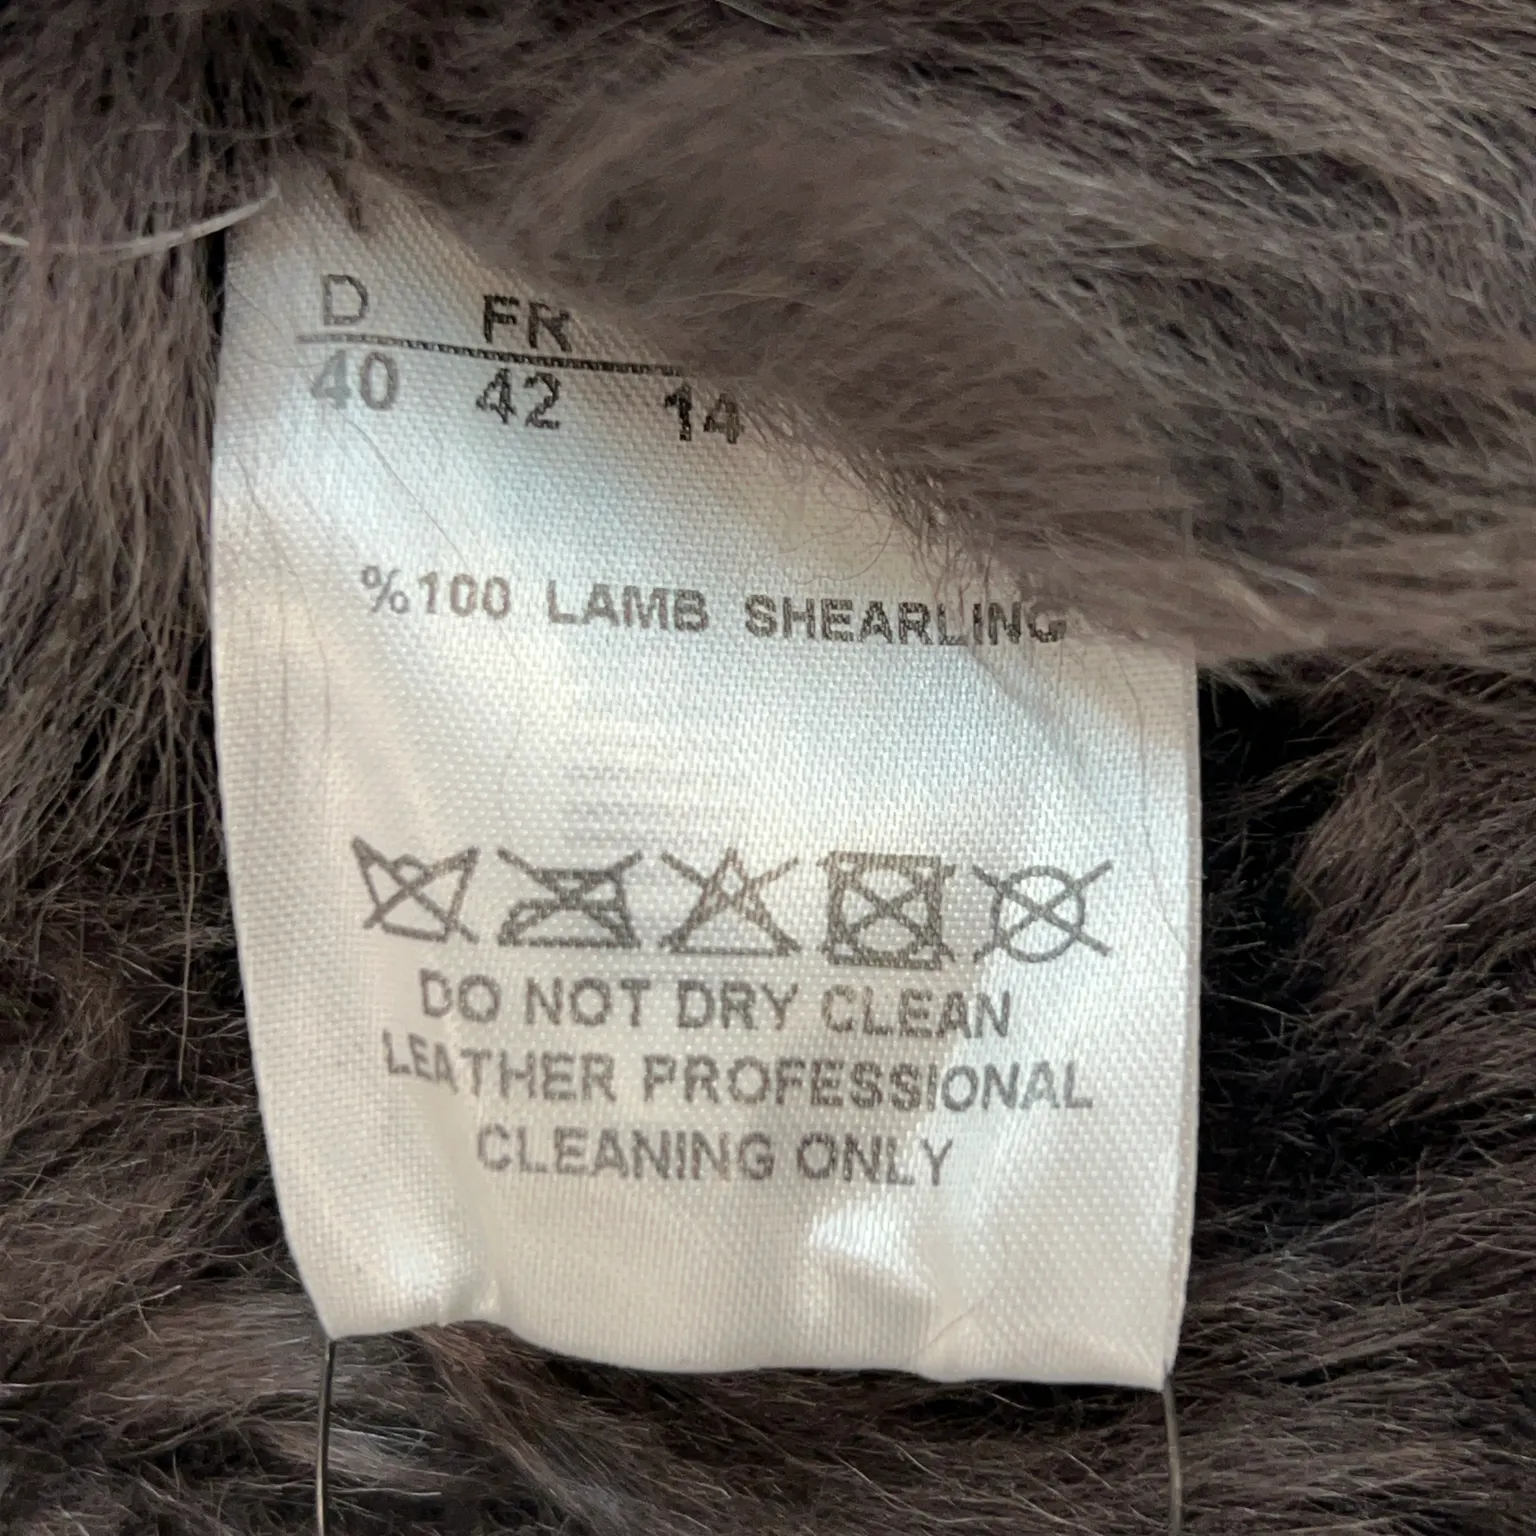 D FR
40 42 14
%100 LAMB SHEARLING
DO NOT DRY CLEAN
LEATHER PROFESSIONAL
CLEANING ONLY